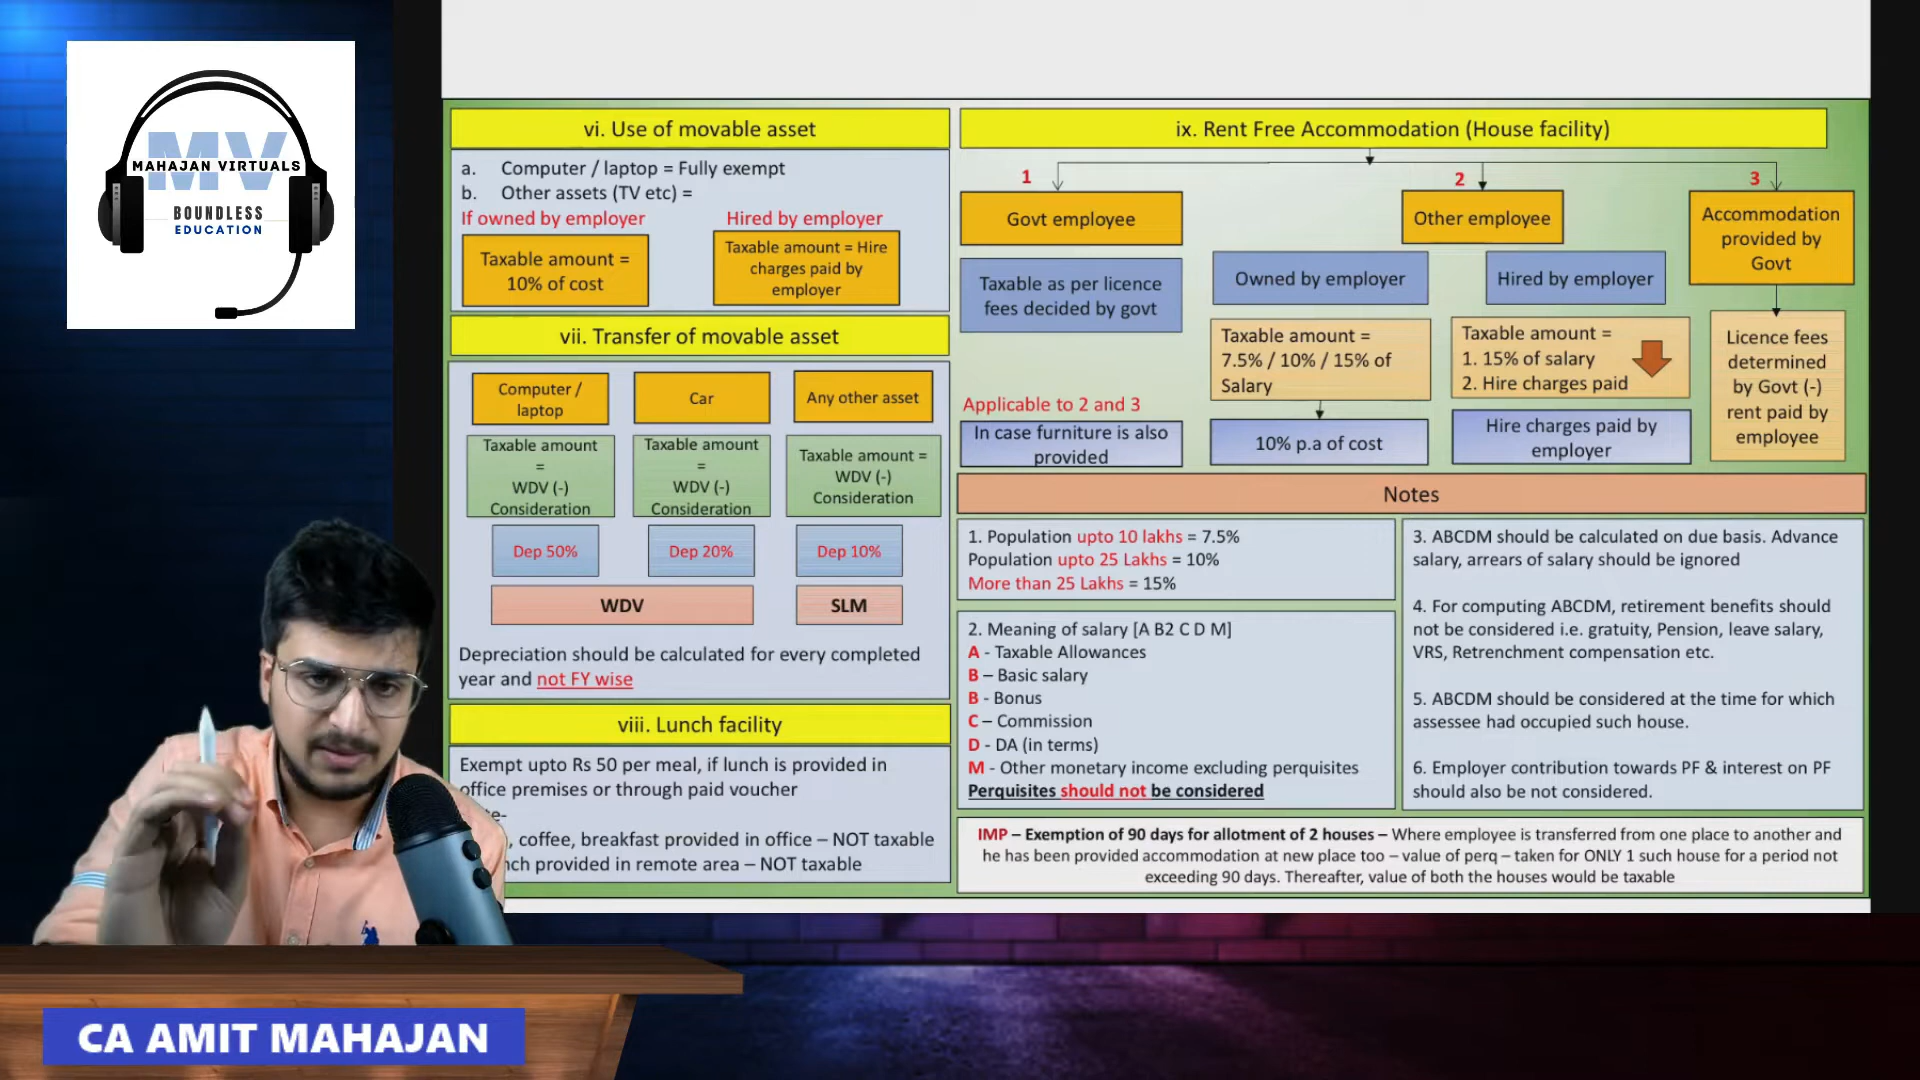 MV
MAHAJAN VIRTUALS
BOUNDLESS
EDUCATION
vi. Use of movable asset
a. Computer / laptop = Fully exempt
b. Other assets (TV etc) =
If owned by employer
Hired by employer
Taxable amount =
10% of cost
Taxable amount = Hire
charges paid by
employer
vii. Transfer of movable asset
Computer /
laptop
Car
Any other asset
Taxable amount
=
WDV (-)
Consideration
Taxable amount
=
WDV (-)
Consideration
Taxable amount =
WDV (-)
Consideration
Dep 50%
Dep 20%
Dep 10%
WDV
SLM
Depreciation should be calculated for every completed
year and not FY wise
viii. Lunch facility
Exempt upto Rs 50 per meal, if lunch is provided in
office premises or through paid voucher
, coffee, breakfast provided in office – NOT taxable
provided in remote area – NOT taxable
ix. Rent Free Accommodation (House facility)
1
2
3
Govt employee
Other employee
Accommodation
provided by
Govt
Taxable as per licence
fees decided by govt
Owned by employer
Hired by employer
Taxable amount =
7.5% / 10% / 15% of
Salary
Taxable amount =
1. 15% of salary
2. Hire charges paid
Licence fees
determined
by Govt (-)
rent paid by
employee
Applicable to 2 and 3
In case furniture is also
provided
10% p.a of cost
Hire charges paid by
employer
Notes
1. Population upto 10 lakhs = 7.5%
Population upto 25 Lakhs = 10%
More than 25 Lakhs = 15%
2. Meaning of salary [A B2 C D M]
A - Taxable Allowances
B – Basic salary
B - Bonus
C – Commission
D - DA (in terms)
M - Other monetary income excluding perquisites
Perquisites should not be considered
3. ABCDM should be calculated on due basis. Advance
salary, arrears of salary should be ignored
4. For computing ABCDM, retirement benefits should
not be considered i.e. gratuity, Pension, leave salary,
VRS, Retrenchment compensation etc.
5. ABCDM should be considered at the time for which
assessee had occupied such house.
6. Employer contribution towards PF & interest on PF
should also be not considered.
IMP – Exemption of 90 days for allotment of 2 houses – Where employee is transferred from one place to another and
he has been provided accommodation at new place too – value of perq – taken for ONLY 1 such house for a period not
exceeding 90 days. Thereafter, value of both the houses would be taxable
CA AMIT MAHAJAN